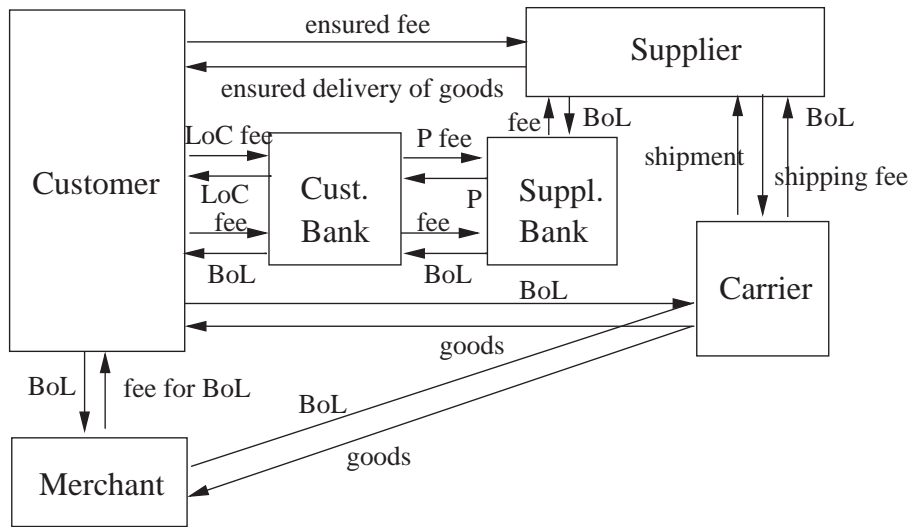 ensured fee
Supplier
ensured delivery of goods
fee
BoL
BoL
LoC fee
P fee
shipment
Customer
Cust.
Bank
Suppl.
Bank
LoC
P
shipping fee
fee
fee
BoL
BoL
BoL
Carrier
goods
BoL
fee for BoL
BoL
goods
Merchant